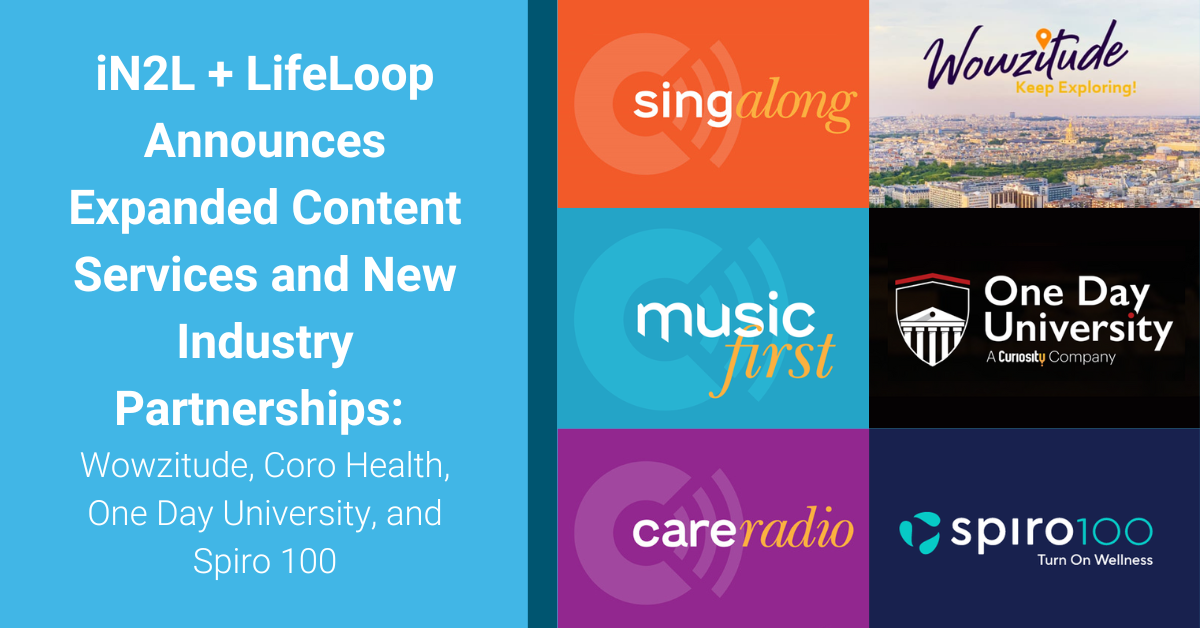 iN2L + LifeLoop
Announces
Expanded Content
Services and New
Industry
Partnerships:
Wowzitude, Coro Health,
One Day University, and
Spiro 100
singalong
Wowzitude
Keep Exploring!
music
first
One Day
University
A CURIOSITY Company
careradio
spiro100
Turn On Wellness